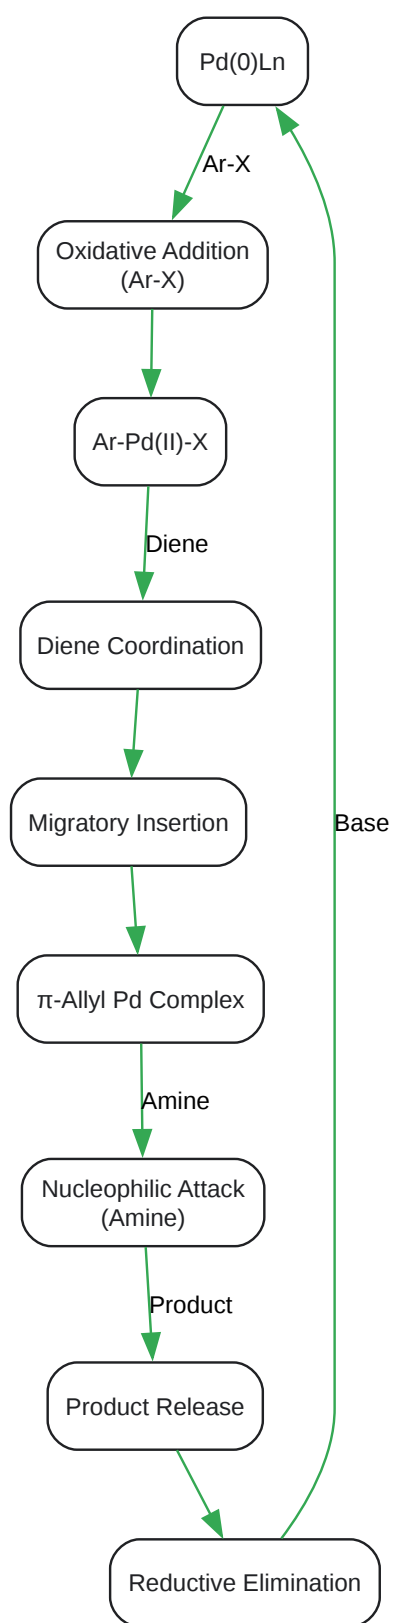 Pd(0)Ln
Ar-X
Oxidative Addition
(Ar-X)
Ar-Pd(II)-X
Diene
Diene Coordination
Migratory Insertion
Base
π-Allyl Pd Complex
Amine
Nucleophilic Attack
(Amine)
Product
Product Release
Reductive Elimination